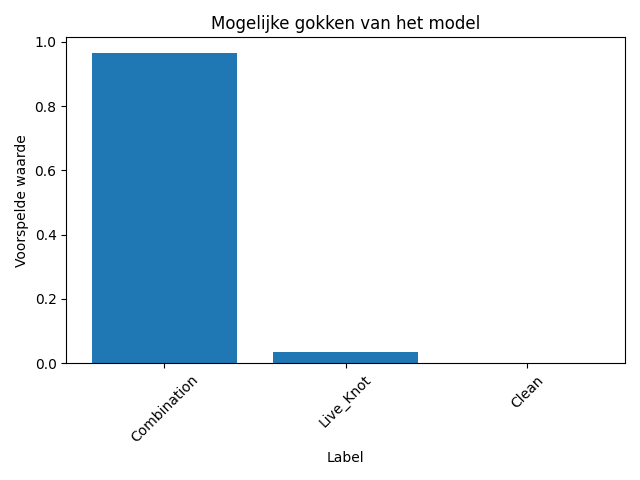 Mogelijke gokken van het model
Voorspelde waarde
1.0
0.8
0.6
0.4
0.2
0.0
Combination
Live_Knot
Clean
Label